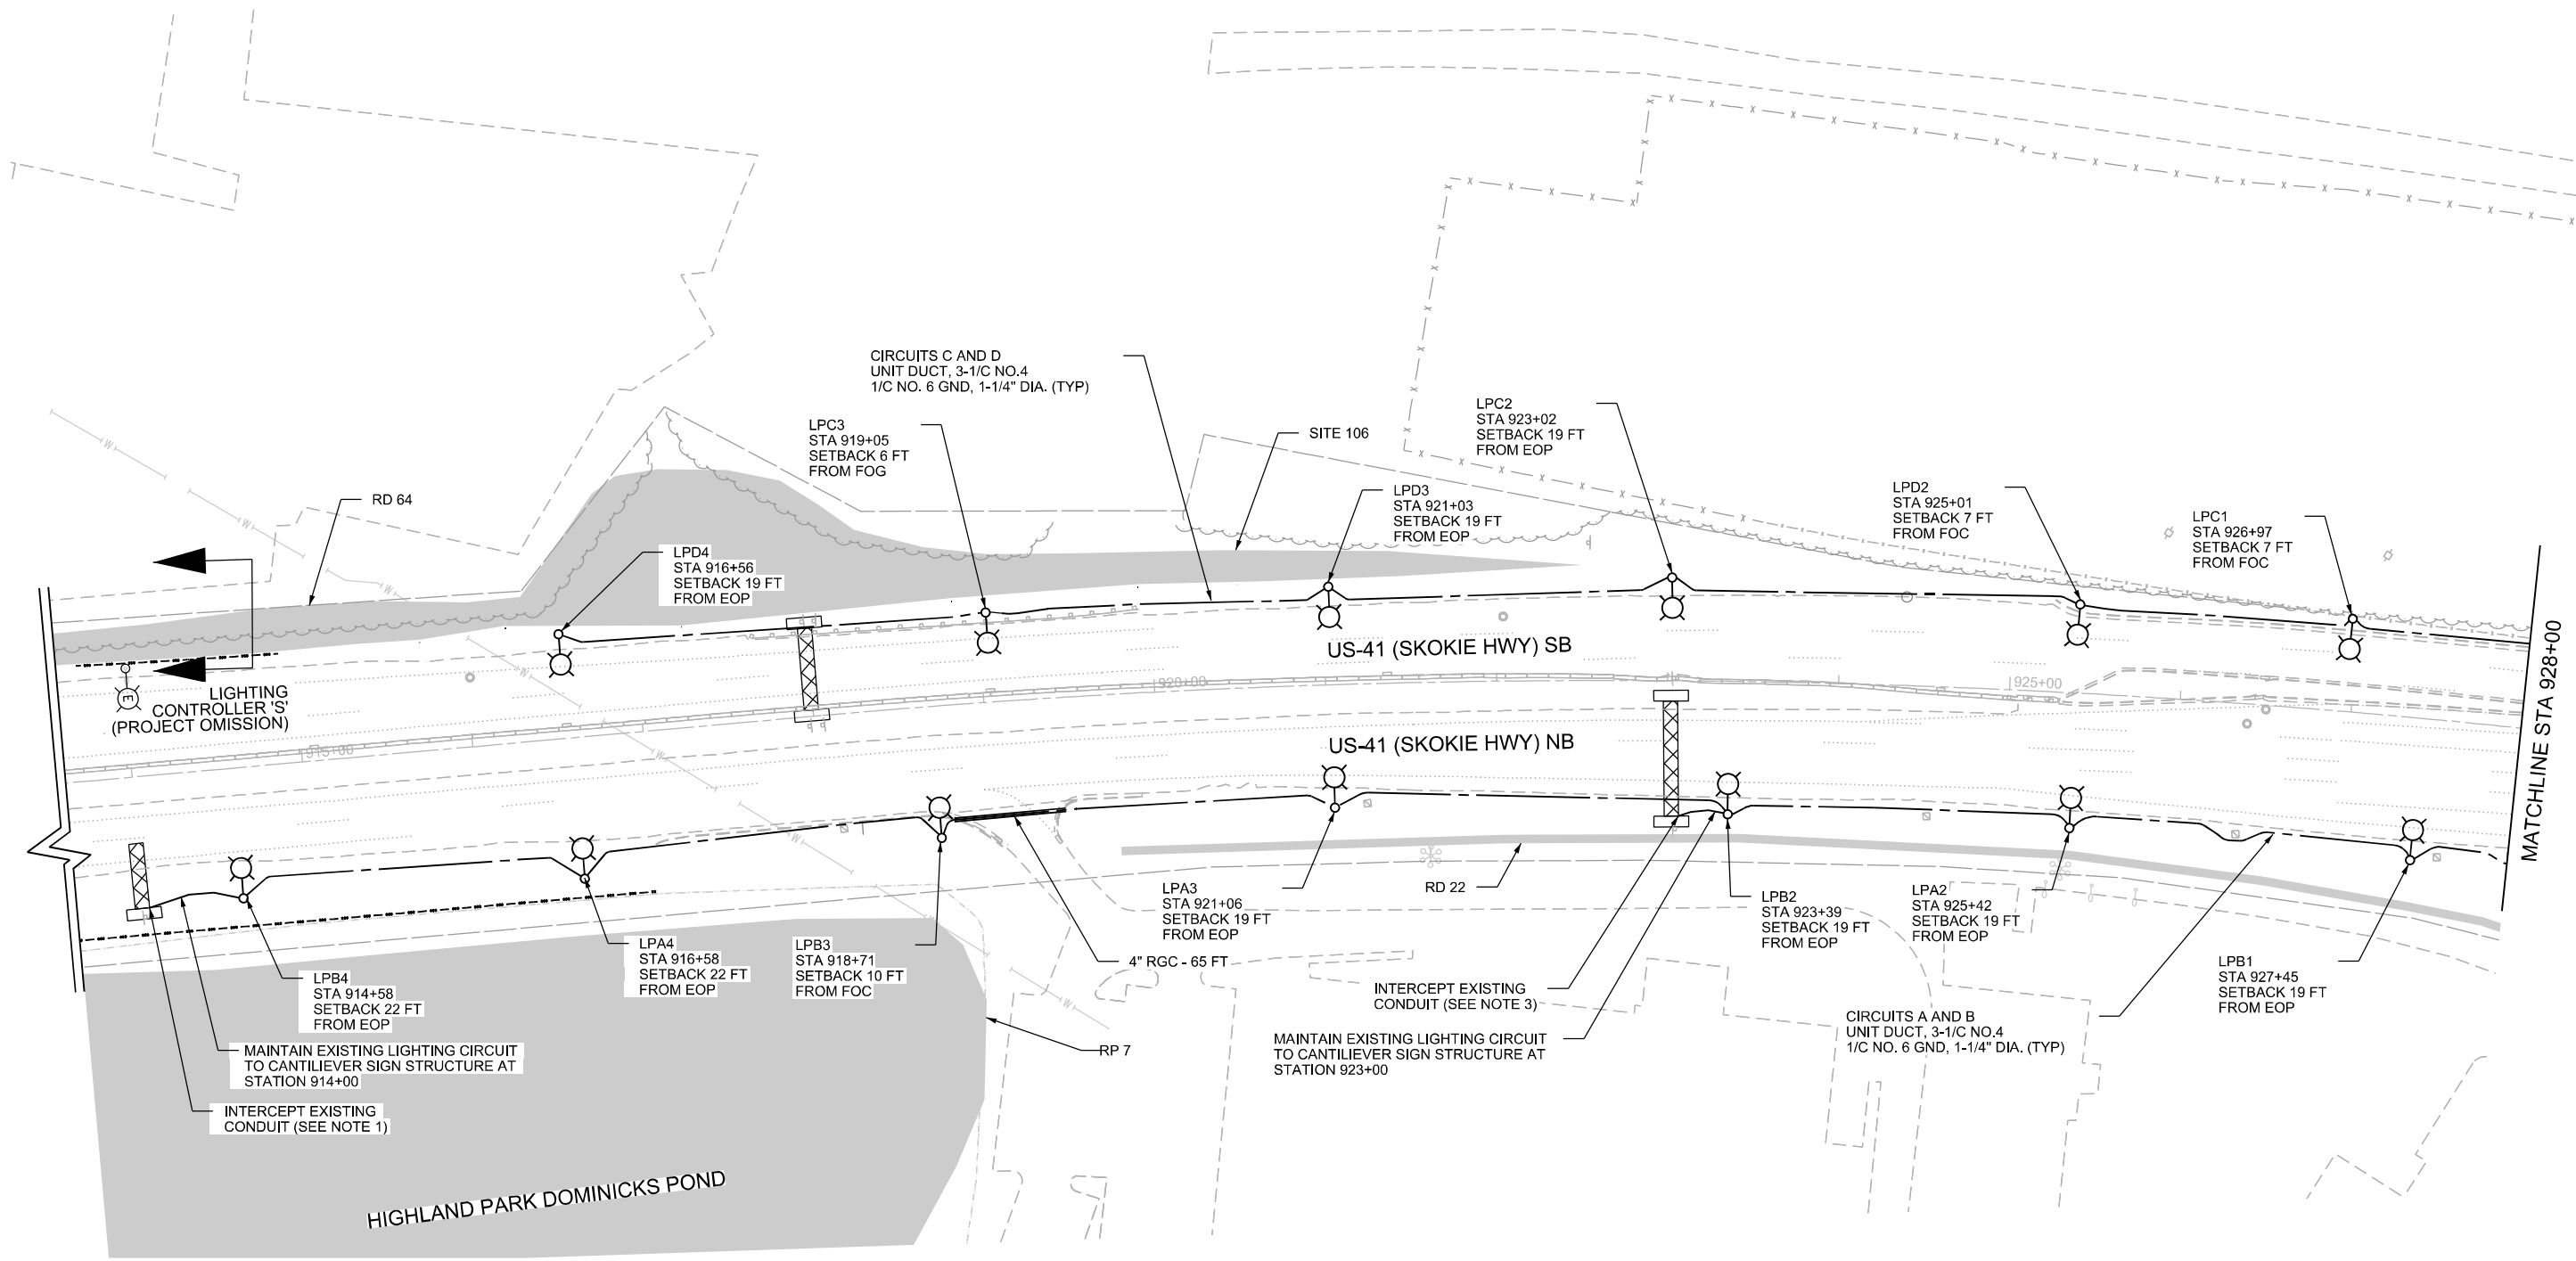 CIRCUITS C AND D
UNIT DUCT, 3-1/C NO.4
1/C NO. 6 GND, 1-1/4" DIA. (TYP)
LPC3
STA 919+05
SETBACK 6 FT
FROM FOG
SITE 106
LPC2
STA 923+02
SETBACK 19 FT
FROM EOP
LPD3
STA 921+03
SETBACK 19 FT
FROM EOP
LPD2
STA 925+01
SETBACK 7 FT
FROM FOC
LPC1
STA 926+97
SETBACK 7 FT
FROM FOC
RD 64
LPD4
STA 916+56
SETBACK 19 FT
FROM EOP
US-41 (SKOKIE HWY) SB
E
LIGHTING
CONTROLLER 'S'
(PROJECT OMISSION)
915+00
920+00
925+00
US-41 (SKOKIE HWY) NB
MATCHLINE STA 928+00
LPB4
STA 914+58
SETBACK 22 FT
FROM EOP
LPA4
STA 916+58
SETBACK 22 FT
FROM EOP
LPB3
STA 918+71
SETBACK 10 FT
FROM FOC
LPA3
STA 921+06
SETBACK 19 FT
FROM EOP
4" RGC - 65 FT
RD 22
LPB2
STA 923+39
SETBACK 19 FT
FROM EOP
LPA2
STA 925+42
SETBACK 19 FT
FROM EOP
LPB1
STA 927+45
SETBACK 19 FT
FROM EOP
INTERCEPT EXISTING
CONDUIT (SEE NOTE 3)
MAINTAIN EXISTING LIGHTING CIRCUIT
TO CANTILIEVER SIGN STRUCTURE AT
STATION 923+00
CIRCUITS A AND B
UNIT DUCT, 3-1/C NO.4
1/C NO. 6 GND, 1-1/4" DIA. (TYP)
MAINTAIN EXISTING LIGHTING CIRCUIT
TO CANTILIEVER SIGN STRUCTURE AT
STATION 914+00
INTERCEPT EXISTING
CONDUIT (SEE NOTE 1)
RP 7
HIGHLAND PARK DOMINICKS POND
W
W
W
W
W
W
W
W
W